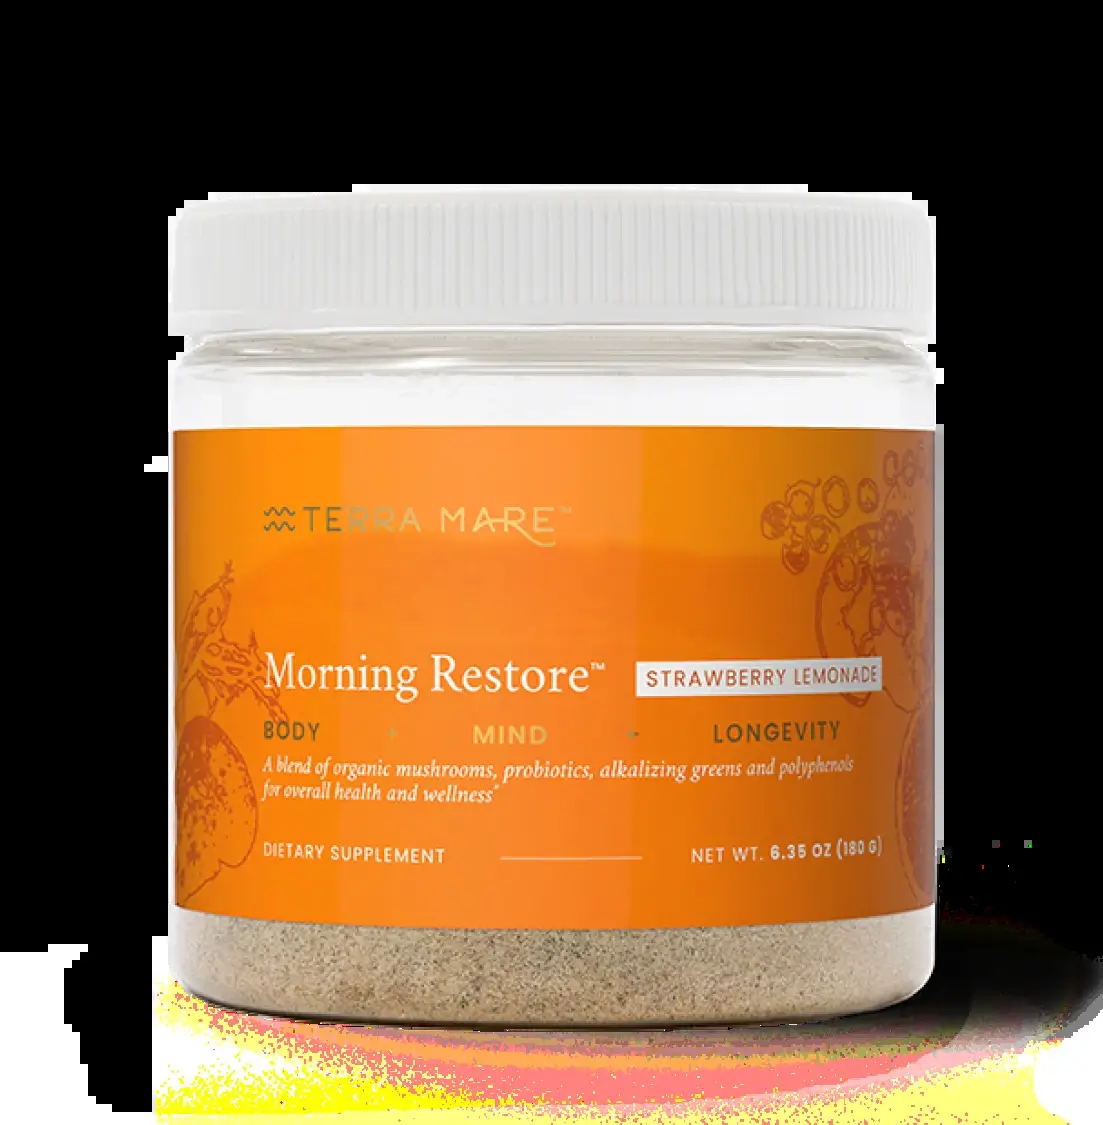 TERRA MARE™
Morning Restore™ STRAWBERRY LEMONADE
BODY + MIND + LONGEVITY
A blend of organic mushrooms, probiotics, alkalizing greens and polyphenols
for overall health and wellness*
DIETARY SUPPLEMENT NET WT. 6.35 OZ (180 G)